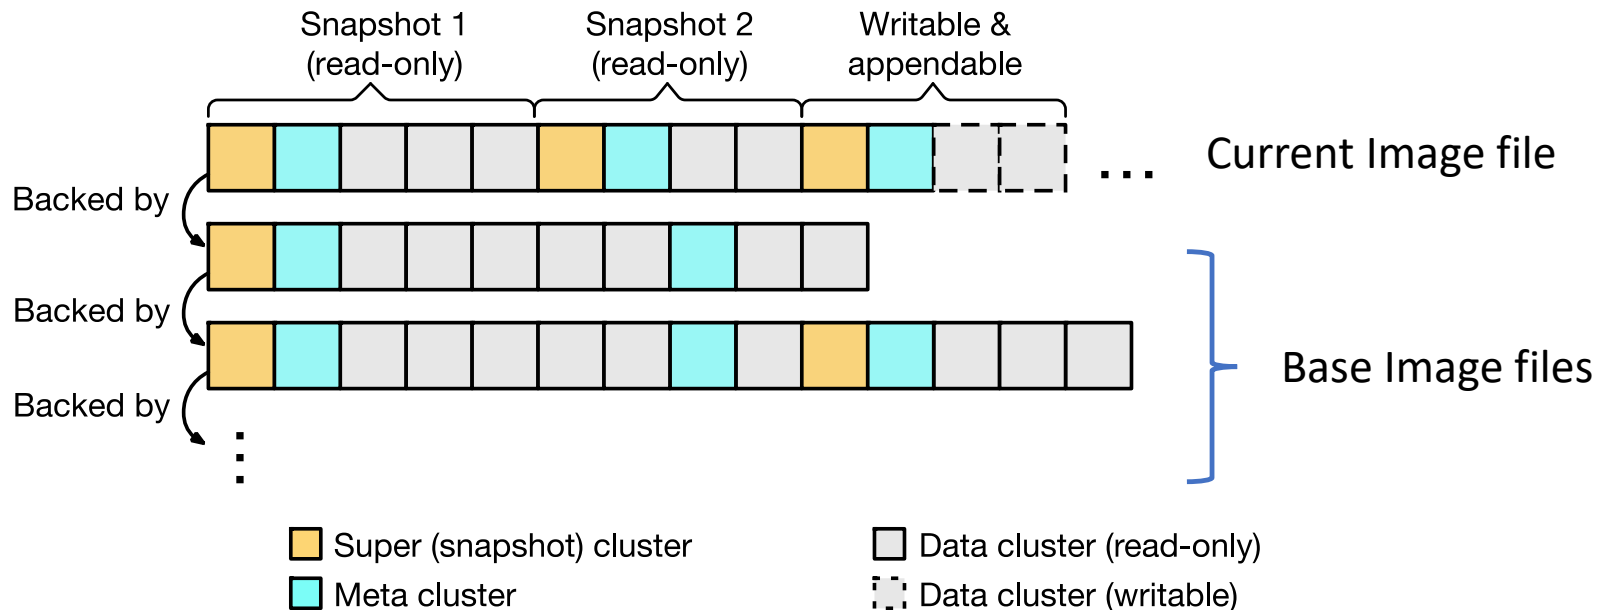 Snapshot 1
(read-only)
Snapshot 2
(read-only)
Writable &
appendable
... Current Image file
Backed by
Backed by
Base Image files
Backed by
Super (snapshot) cluster
Data cluster (read-only)
Meta cluster
Data cluster (writable)